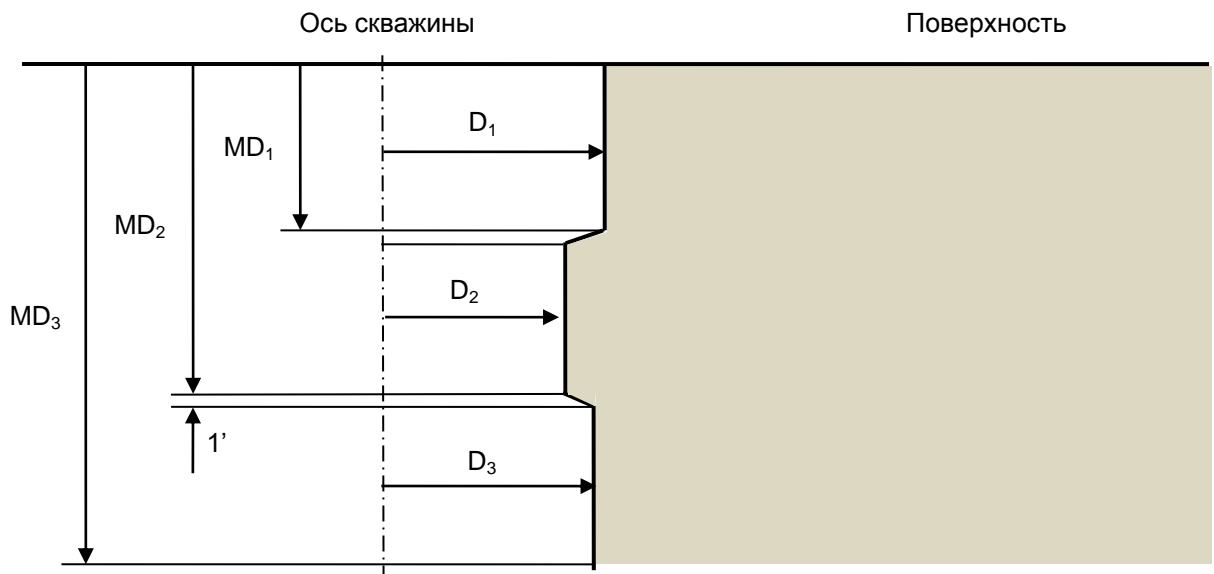 Ось скважины
Поверхность
D₁
MD₁
MD₂
D₂
MD₃
1’
D₃